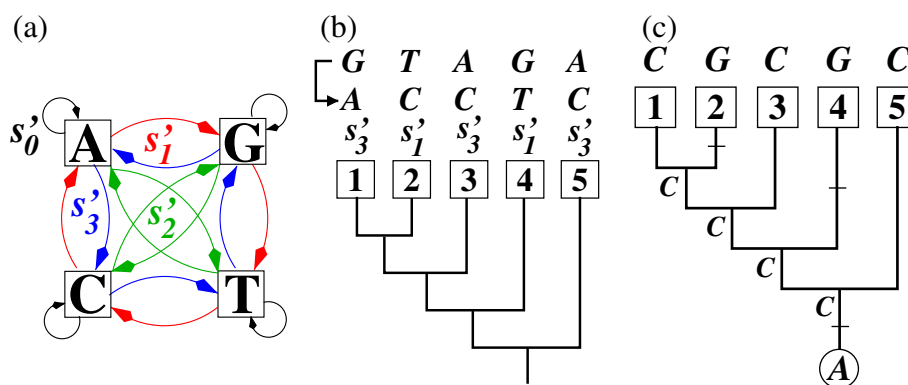 (a)
s'0
A
s'1
G
s'3
s'2
C
T
(b)
G T A G A
A C C T C
s'3 s'1 s'3 s'1 s'3
1 2 3 4 5
(c)
C G C G C
1 2 3 4 5
C
C
C
C
A